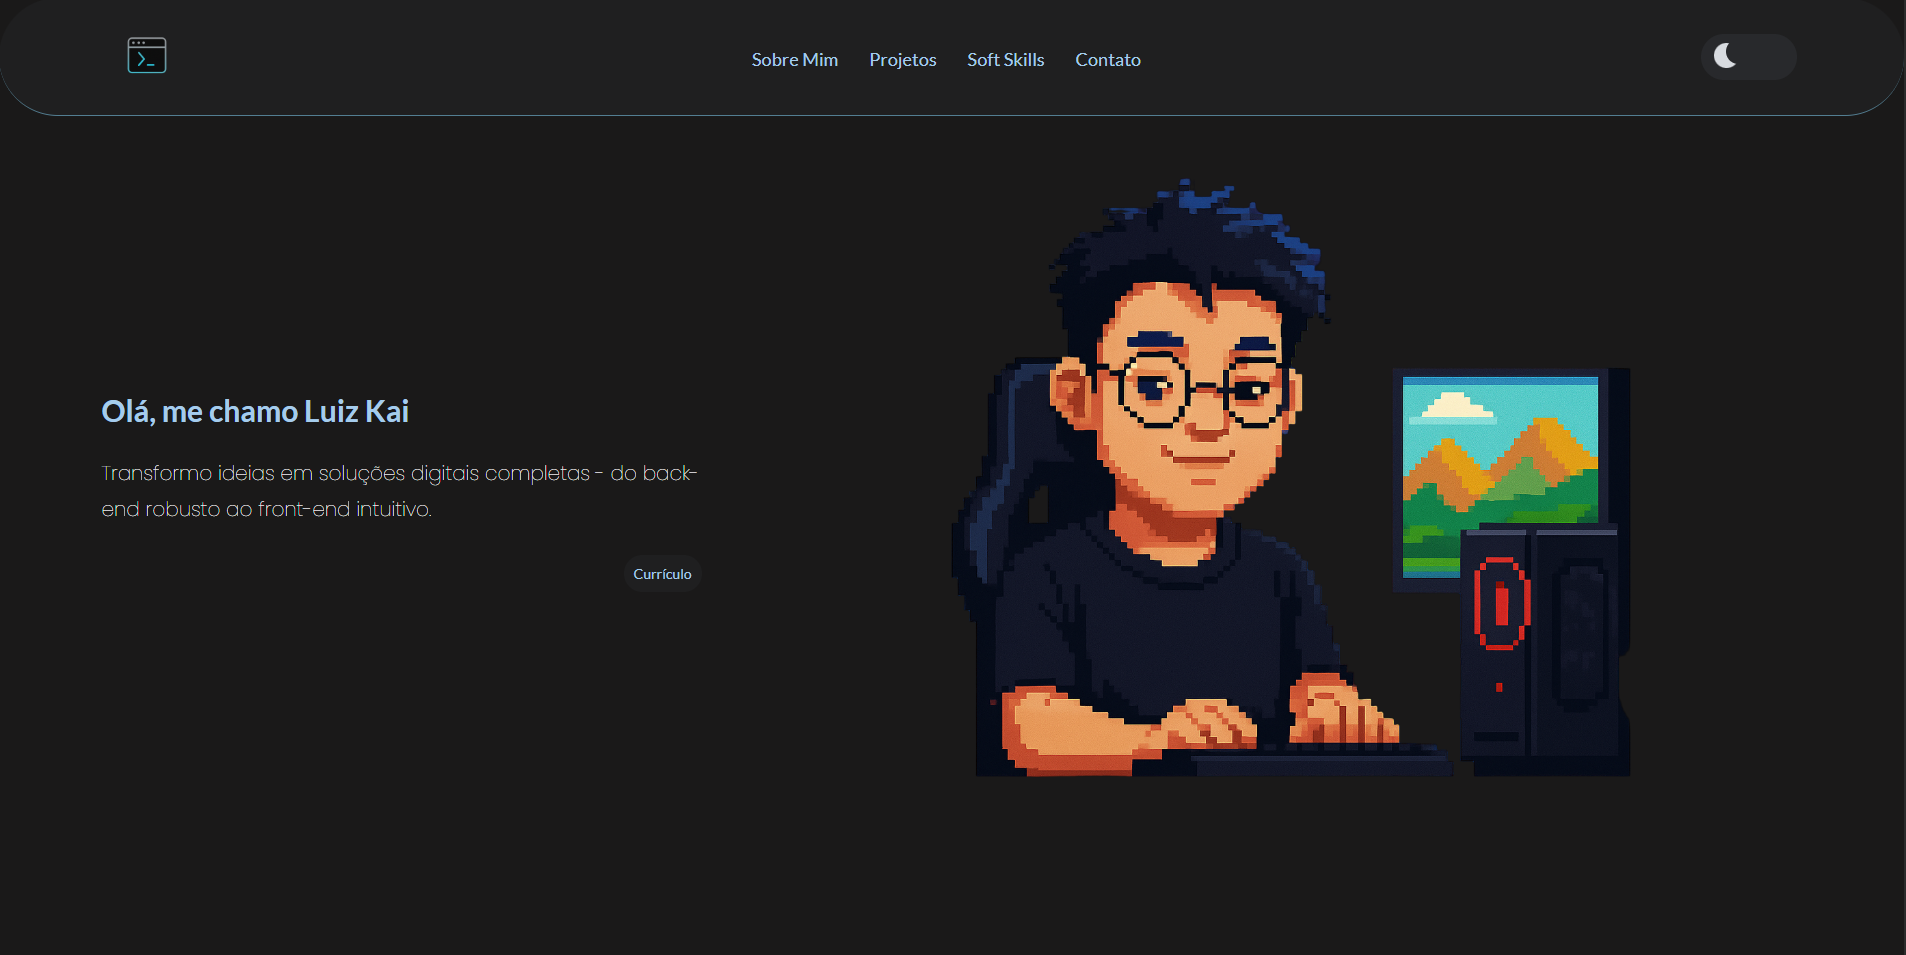 Sobre Mim Projetos Soft Skills Contato
Olá, me chamo Luiz Kai
Transformo ideias em soluções digitais completas - do back-
end robusto ao front-end intuitivo.
Currículo